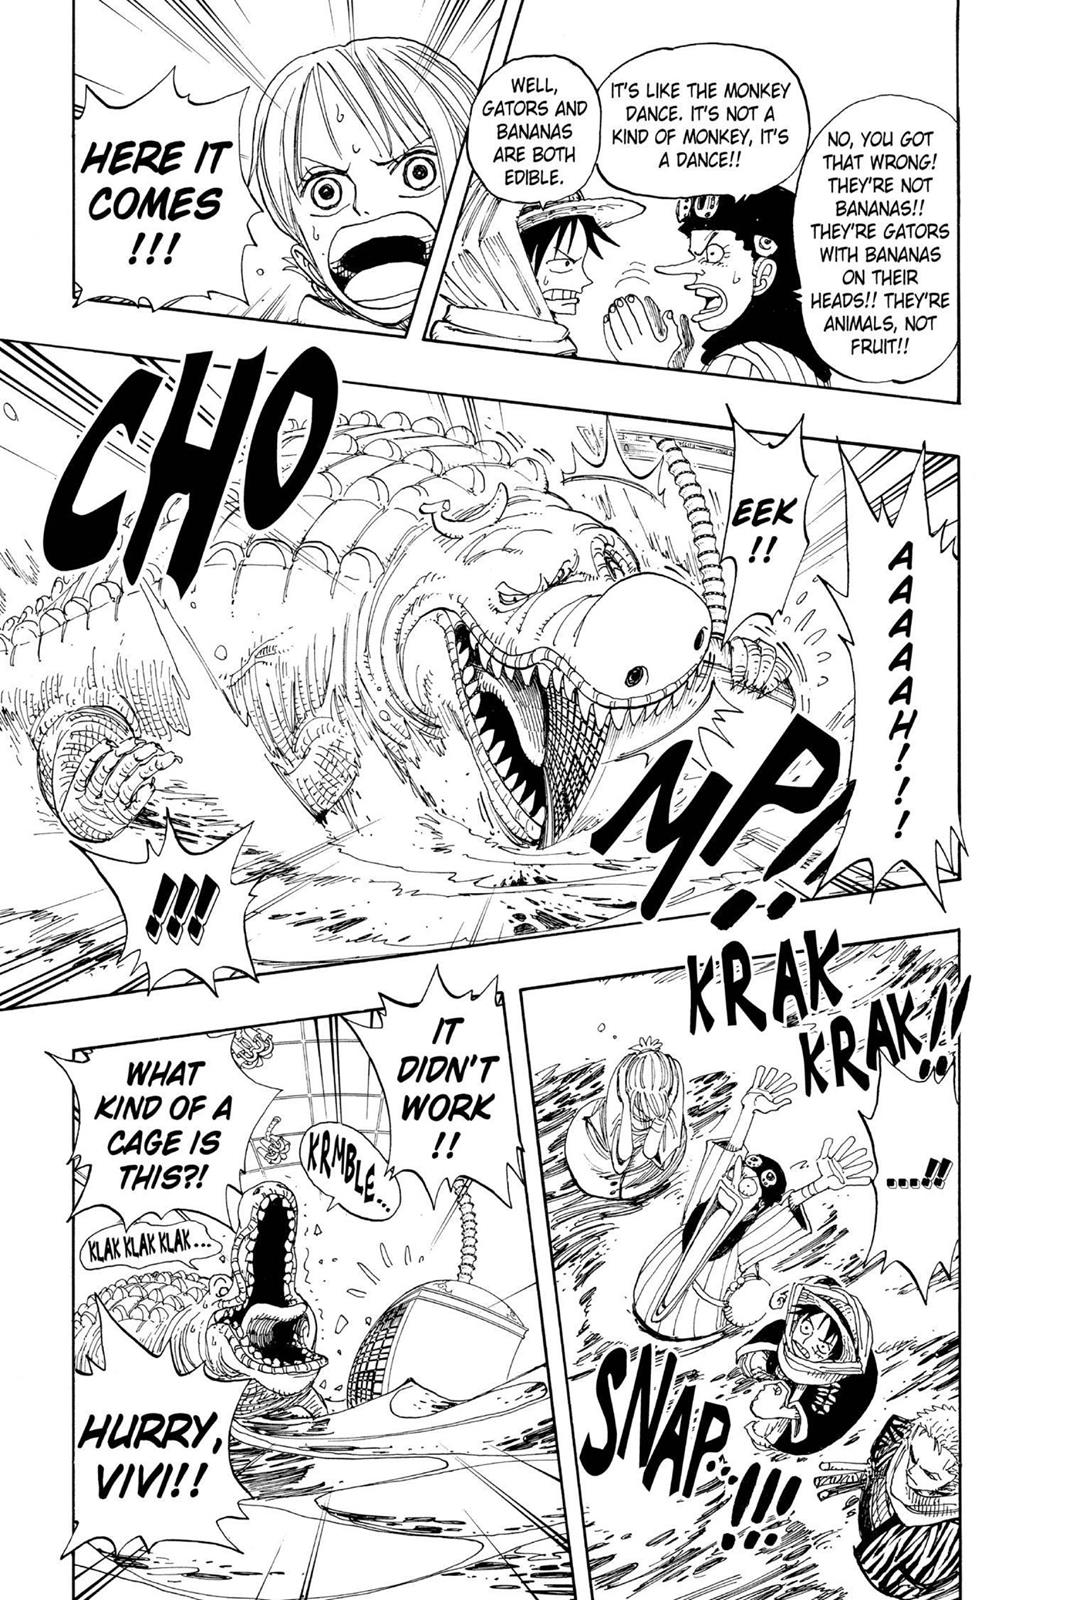 NO, YOU GOT
THAT WRONG!
THEY'RE NOT
BANANAS!!
THEY'RE GATORS
WITH BANANAS
ON THEIR
HEADS!! THEY'RE
ANIMALS, NOT
FRUIT!!
IT'S LIKE THE MONKEY
DANCE. IT'S NOT A
KIND OF MONKEY, IT'S
A DANCE!!
WELL,
GATORS AND
BANANAS
ARE BOTH
EDIBLE.
HERE IT
COMES
!!!
AAAAAH!!!
EEK
!!
CHO
MP!!
!!!
KRAK
KRAK!!
....!!
SNAP..!!!
IT
DIDN'T
WORK
!!
KRMBLE...
WHAT
KIND OF A
CAGE IS
THIS?!
KLAK KLAK KLAK...
HURRY,
VIVI!!